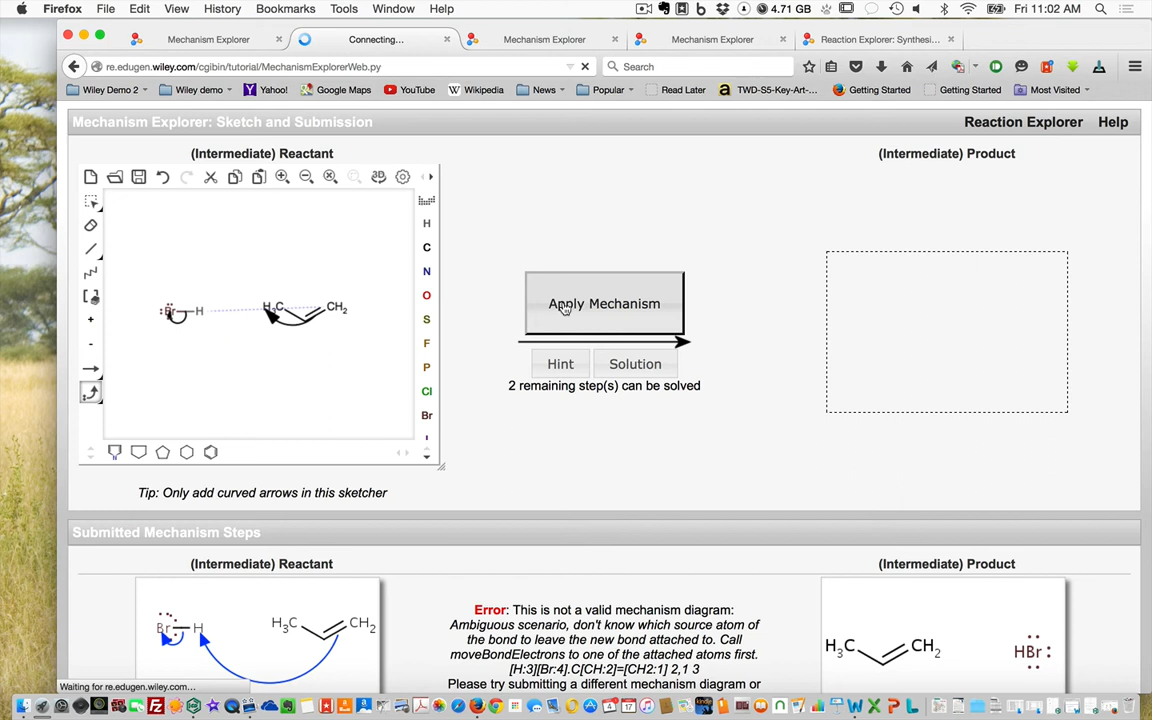 Firefox File Edit View History Bookmarks Tools Window Help 4.71 GB Fri 11:02 AM
Mechanism Explorer Connecting... Mechanism Explorer Mechanism Explorer Reaction Explorer: Synthesi...
re.edugen.wiley.com/cgibin/tutorial/MechanismExplorerWeb.py Search
Wiley Demo 2 Wiley demo Yahoo! Google Maps YouTube Wikipedia News Popular Read Later TWD-S5-Key-Art-... Getting Started Getting Started Most Visited
Mechanism Explorer: Sketch and Submission Reaction Explorer Help
(Intermediate) Reactant (Intermediate) Product
3D
H
C
N
O
S
F
P
Cl
Br
Br H H3C CH2
Apply Mechanism
Hint Solution
2 remaining step(s) can be solved
Tip: Only add curved arrows in this sketcher
Submitted Mechanism Steps
(Intermediate) Reactant (Intermediate) Product
Br H H3C CH2
Error: This is not a valid mechanism diagram:
Ambiguous scenario, don't know which source atom of
the bond to leave the new bond attached to. Call
moveBondElectrons to one of the attached atoms first.
[H:3][Br:4].C[CH:2]=[CH2:1] 2,1 3
Please try submitting a different mechanism diagram or
H3C CH2 HBr
Waiting for re.edugen.wiley.com...